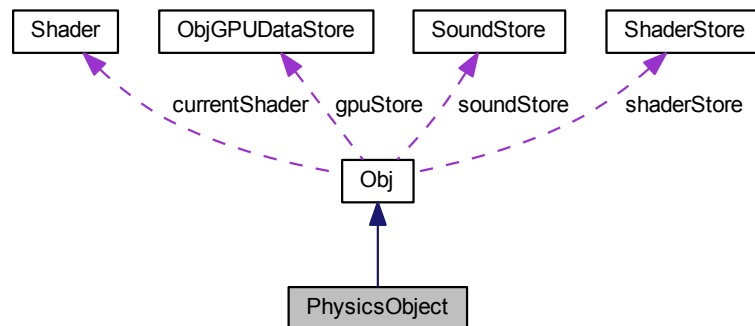 Shader ObjGPUDataStore SoundStore ShaderStore
currentShader gpuStore soundStore shaderStore
Obj
PhysicsObject